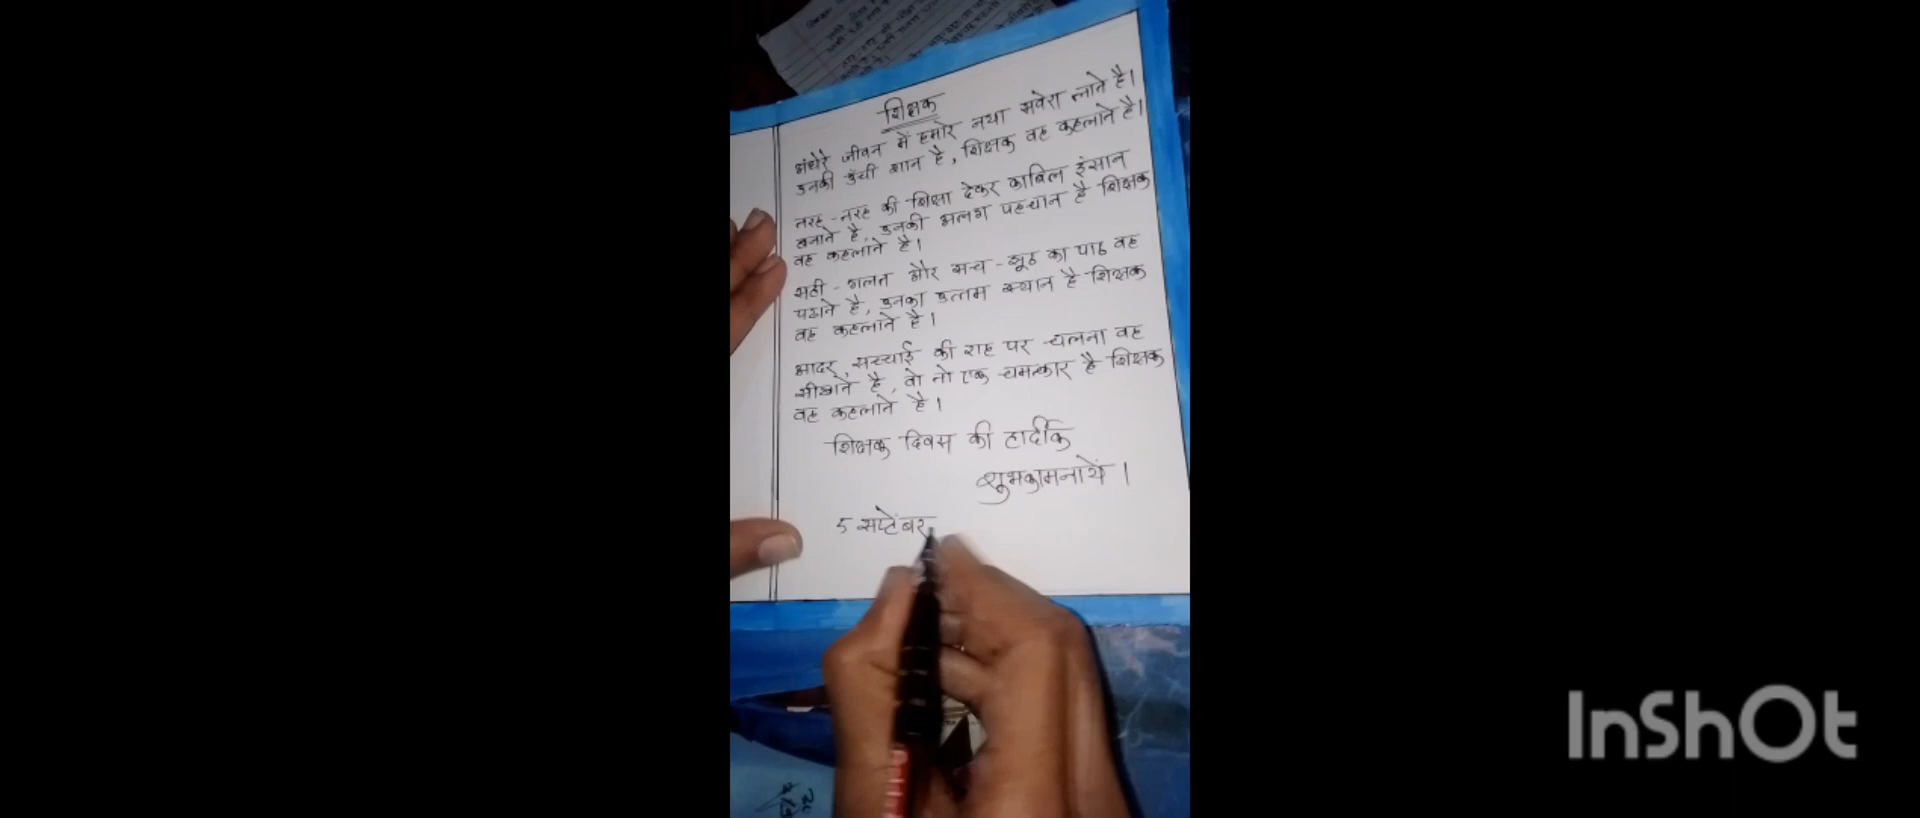 शिक्षक
अंधेरे जीवन में हमारे नया सवेरा लाते है।
उनकी ऊँची शान है, शिक्षक वह कहलाते है।
तरह-तरह की शिक्षा देकर काबिल इंसान
बनाते है, उनकी अलग पहचान है शिक्षक
वह कहलाते है।
सही-गलत और सच-झूठ का पाठ वह
पढाते है, उनका उत्तम स्थान है शिक्षक
वह कहलाते है।
आदर, सच्चाई की राह पर चलना वह
सीखाते है, वो तो एक चमत्कार है शिक्षक
वह कहलाते है।
शिक्षक दिवस की हार्दीक
शुभकामनायें।
5 सप्टेंबर
InShOt